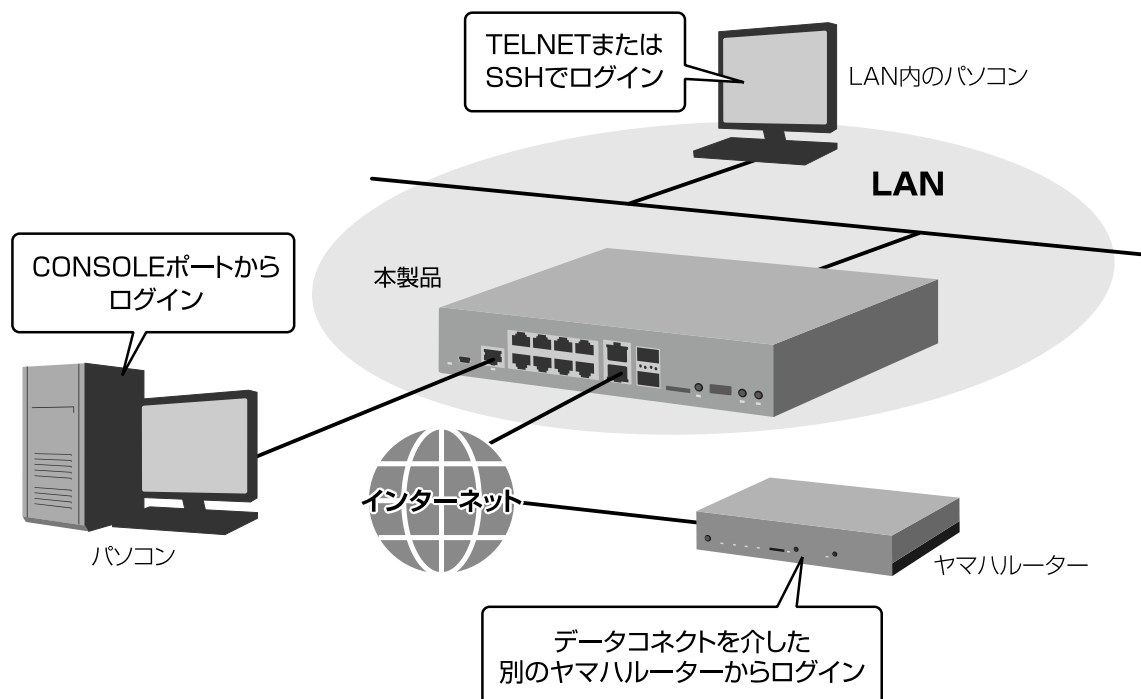 TELNETまたは
SSHでログイン
LAN内のパソコン
LAN
CONSOLEポートから
ログイン
本製品
インターネット
パソコン
ヤマハルーター
データコネクトを介した
別のヤマハルーターからログイン